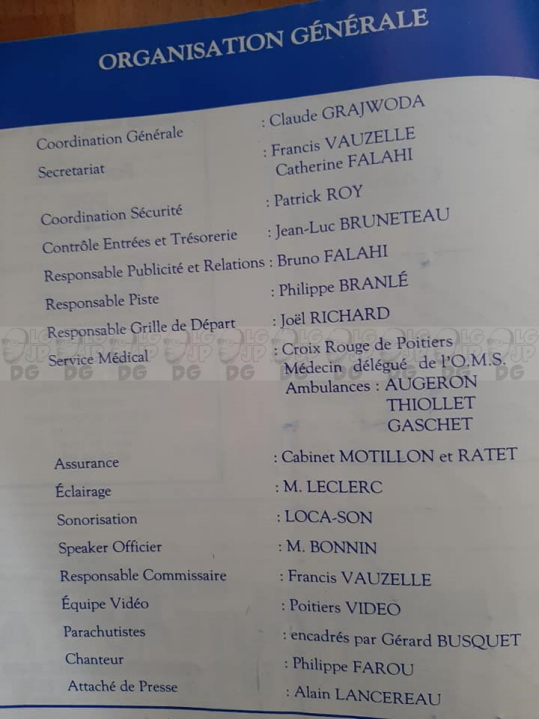 ORGANISATION GÉNÉRALE
Coordination Générale : Claude GRAJWODA
Secretariat : Francis VAUZELLE
Catherine FALAHI
Coordination Sécurité : Patrick ROY
Contrôle Entrées et Trésorerie : Jean-Luc BRUNETEAU
Responsable Publicité et Relations : Bruno FALAHI
Responsable Piste : Philippe BRANLÉ
Responsable Grille de Départ : Joël RICHARD
Service Médical : Croix Rouge de Poitiers
Médecin délégué de l'O.M.S.
Ambulances : AUGERON
THIOLLET
GASCHET
Assurance : Cabinet MOTILLON et RATET
Éclairage : M. LECLERC
Sonorisation : LOCA-SON
Speaker Officier : M. BONNIN
Responsable Commissaire : Francis VAUZELLE
Équipe Vidéo : Poitiers VIDEO
Parachutistes : encadrés par Gérard BUSQUET
Chanteur : Philippe FAROU
Attaché de Presse : Alain LANCEREAU